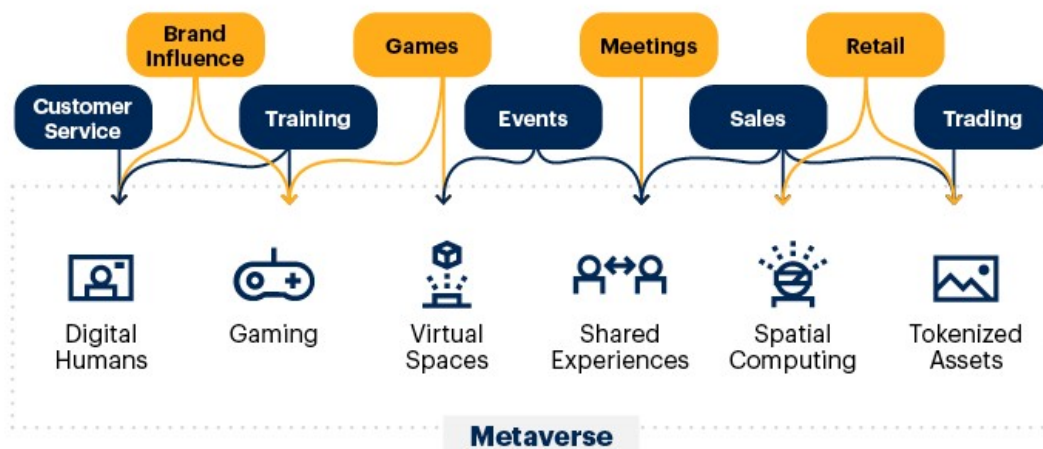 Brand
Influence
Games
Meetings
Retail
Customer
Service
Training
Events
Sales
Trading
Digital
Humans
Gaming
Virtual
Spaces
Shared
Experiences
Spatial
Computing
Tokenized
Assets
Metaverse